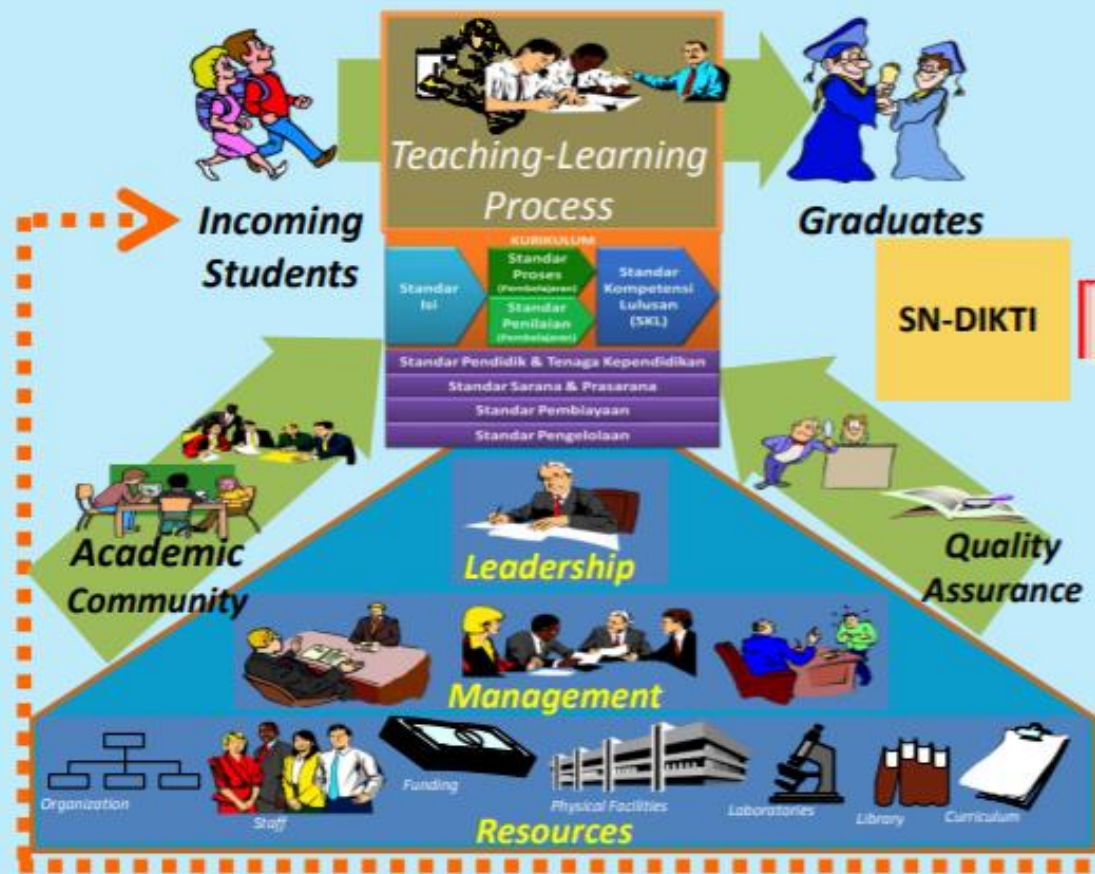 Teaching-Learning
Process
Incoming
Students
Graduates
KURIKULUM
Standar
Isi
Standar
Proses
(Pembelajaran)
Standar
Penilaian
(Pembelajaran)
Standar
Kompetensi
Lulusan
(SKL)
SN-DIKTI
Standar Pendidik & Tenaga Kependidikan
Standar Sarana & Prasarana
Standar Pembiayaan
Standar Pengelolaan
Academic
Community
Quality
Assurance
Leadership
Management
Organization
Staff
Funding
Physical Facilities
Laboratories
Library
Curriculum
Resources